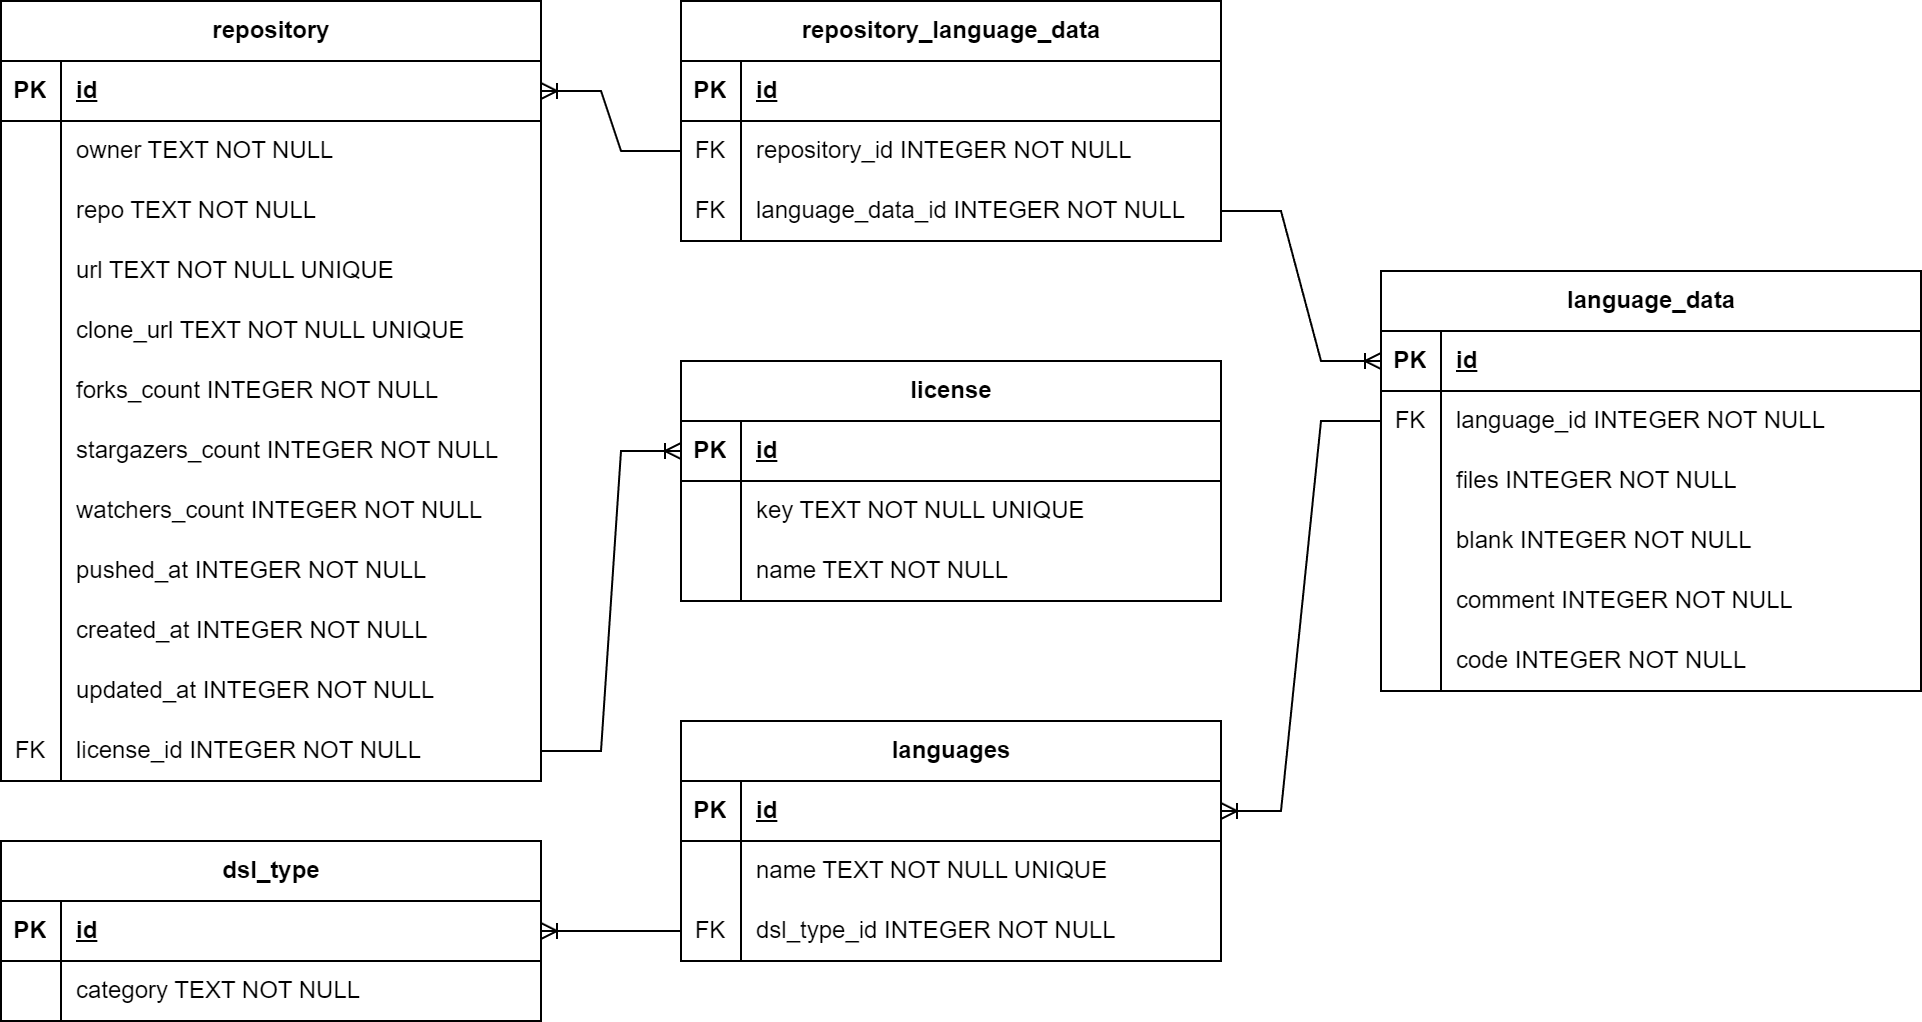 repository
PK id
owner TEXT NOT NULL
repo TEXT NOT NULL
url TEXT NOT NULL UNIQUE
clone_url TEXT NOT NULL UNIQUE
forks_count INTEGER NOT NULL
stargazers_count INTEGER NOT NULL
watchers_count INTEGER NOT NULL
pushed_at INTEGER NOT NULL
created_at INTEGER NOT NULL
updated_at INTEGER NOT NULL
FK license_id INTEGER NOT NULL
repository_language_data
PK id
FK repository_id INTEGER NOT NULL
FK language_data_id INTEGER NOT NULL
license
PK id
key TEXT NOT NULL UNIQUE
name TEXT NOT NULL
language_data
PK id
FK language_id INTEGER NOT NULL
files INTEGER NOT NULL
blank INTEGER NOT NULL
comment INTEGER NOT NULL
code INTEGER NOT NULL
languages
PK id
name TEXT NOT NULL UNIQUE
FK dsl_type_id INTEGER NOT NULL
dsl_type
PK id
category TEXT NOT NULL